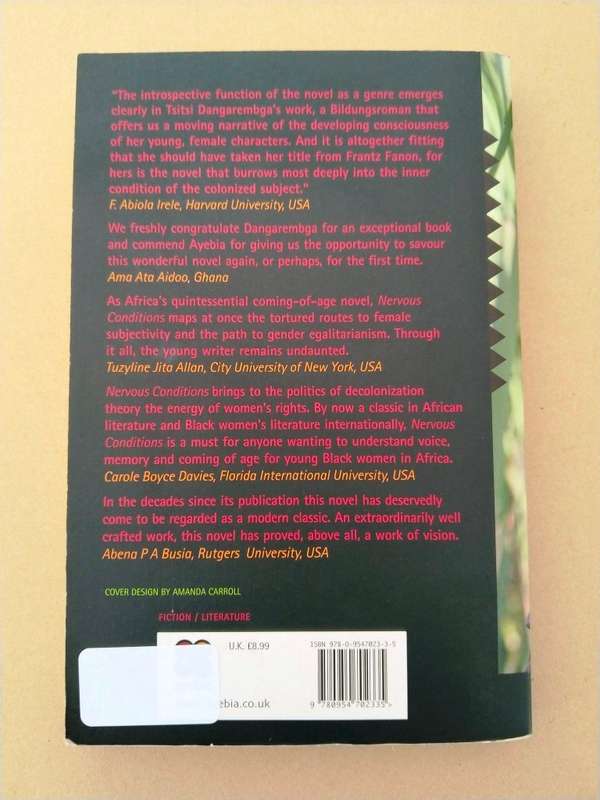 "The introspective function of the novel as a genre emerges
clearly in Tsitsi Dangarembga's work, a Bildungsroman that
offers us a moving narrative of the developing consciousness
of her young, female characters. And it is altogether fitting
that she should have taken her title from Frantz Fanon, for
hers is the novel that burrows most deeply into the inner
condition of the colonized subject."
F. Abiola Irele, Harvard University, USA
We freshly congratulate Dangarembga for an exceptional book
and commend Ayebia for giving us the opportunity to savour
this wonderful novel again, or perhaps, for the first time.
Ama Ata Aidoo, Ghana
As Africa's quintessential coming-of-age novel, Nervous
Conditions maps at once the tortured routes to female
subjectivity and the path to gender egalitarianism. Through
it all, the young writer remains undaunted.
Tuzyline Jita Allan, City University of New York, USA
Nervous Conditions brings to the politics of decolonization
theory the energy of women's rights. By now a classic in African
literature and Black women's literature internationally, Nervous
Conditions is a must for anyone wanting to understand voice,
memory and coming of age for young Black women in Africa.
Carole Boyce Davies, Florida International University, USA
In the decades since its publication this novel has deservedly
come to be regarded as a modern classic. An extraordinarily well
crafted work, this novel has proved, above all, a work of vision.
Abena P A Busia, Rutgers University, USA
COVER DESIGN BY AMANDA CARROLL
FICTION / LITERATURE
U.K. £8.99
ISBN 978-0-9547023-3-5
ebia.co.uk
9 780954 702335 >